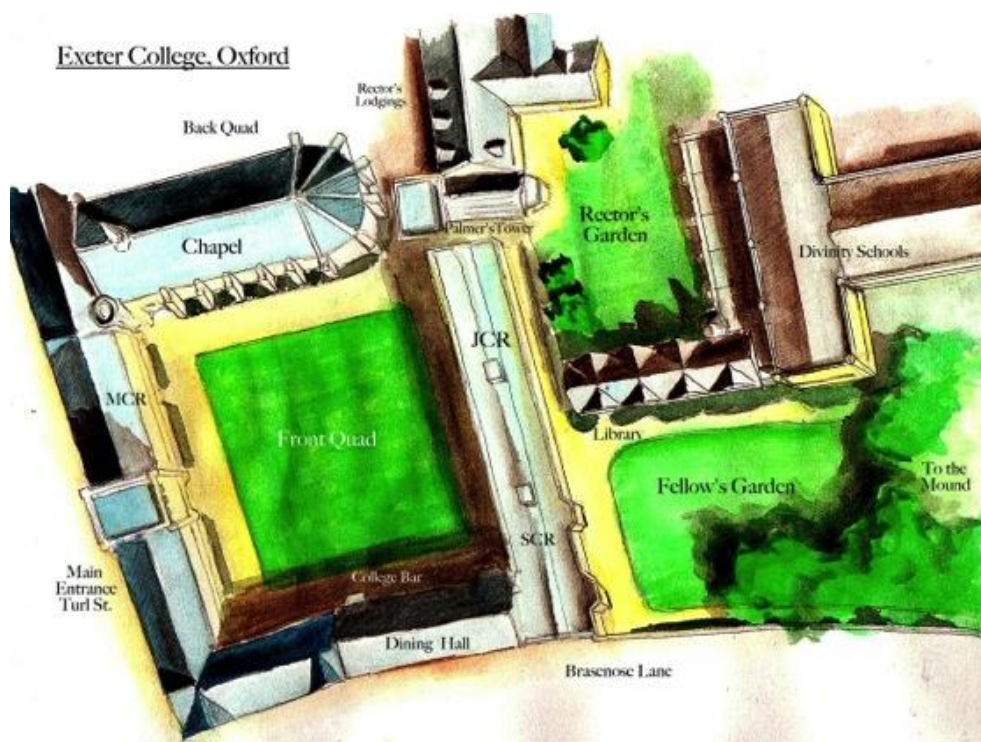 Exeter College, Oxford
Rector's
Lodgings
Back Quad
Chapel
Palmer's Tower
Rector's
Garden
Divinity Schools
JCR
MCR
Front Quad
Library
Fellow's Garden
To the
Mound
SCR
Main
Entrance
Turl St.
College Bar
Dining Hall
Brasenose Lane